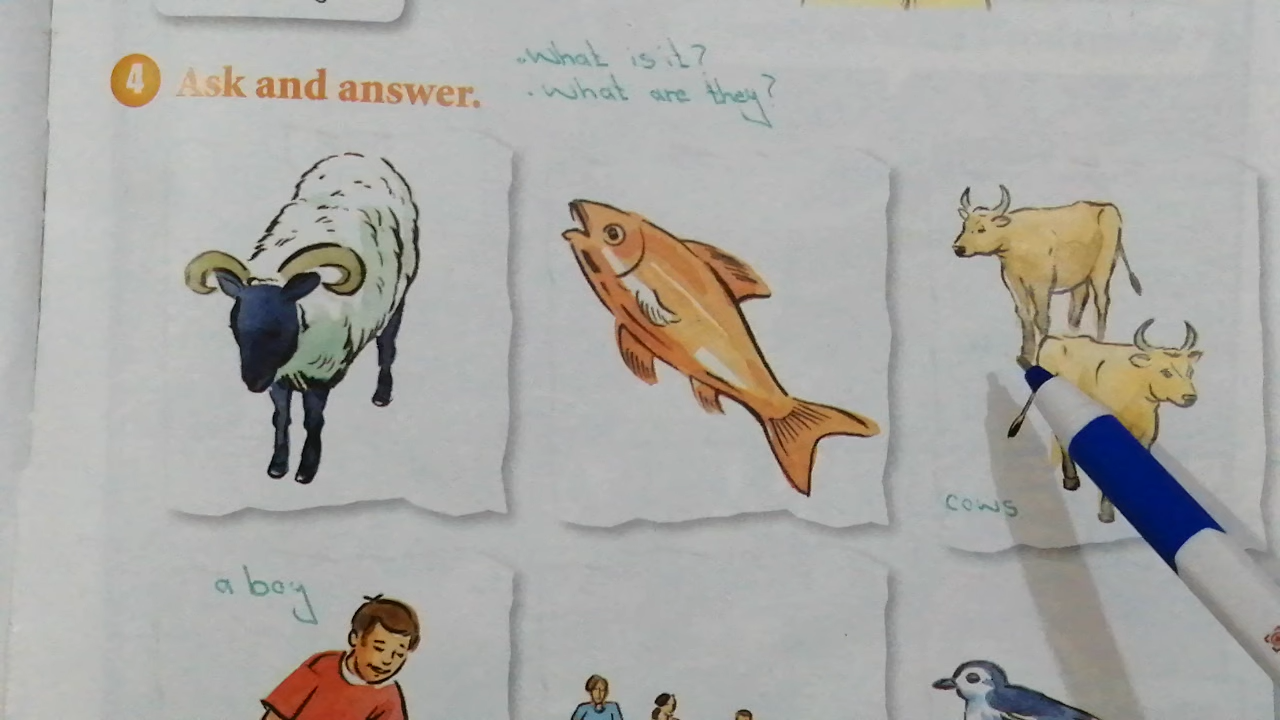 .What is it?
4 Ask and answer.
.What are they?
cows
a boy